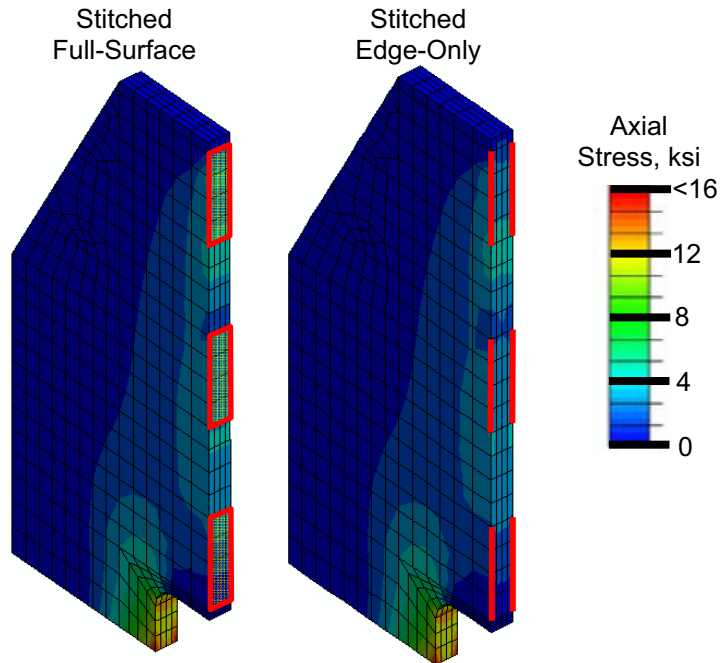 Stitched
Full-Surface
Stitched
Edge-Only
Axial
Stress, ksi
<16
12
8
4
0